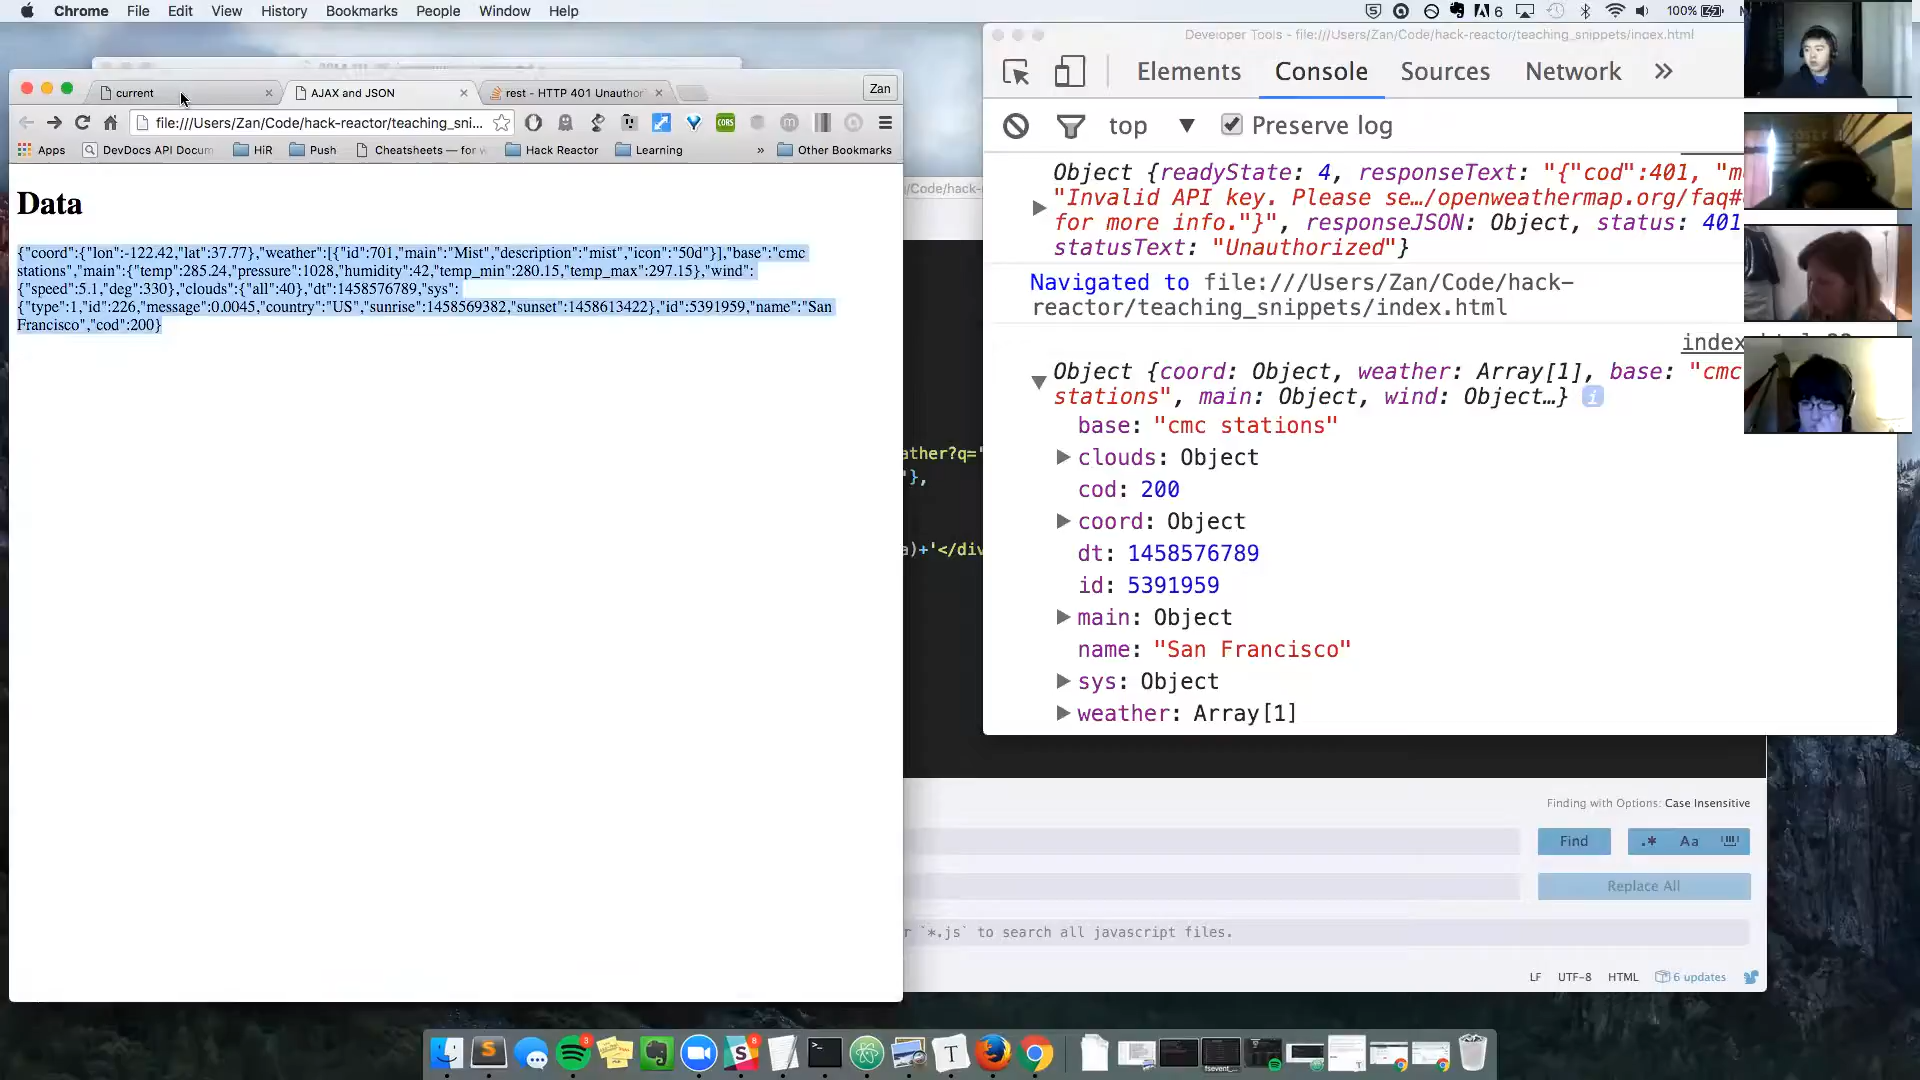 Chrome File Edit View History Bookmarks People Window Help
6 100%
Developer Tools - file:///Users/Zan/Code/hack-reactor/teaching_snippets/index.html
Elements Console Sources Network »
top Preserve log
current AJAX and JSON rest - HTTP 401 Unauthor Zan
file:///Users/Zan/Code/hack-reactor/teaching_sni... CORS
Apps DevDocs API Docum HiR Push Cheatsheets — for Hack Reactor Learning » Other Bookmarks
Data
{"coord":{"lon":-122.42,"lat":37.77},"weather":[{"id":701,"main":"Mist","description":"mist","icon":"50d"}],"base":"cmc
stations","main":{"temp":285.24,"pressure":1028,"humidity":42,"temp_min":280.15,"temp_max":297.15},"wind":
{"speed":5.1,"deg":330},"clouds":{"all":40},"dt":1458576789,"sys":
{"type":1,"id":226,"message":0.0045,"country":"US","sunrise":1458569382,"sunset":1458613422},"id":5391959,"name":"San
Francisco","cod":200}
Object {readyState: 4, responseText: "{"cod":401, "m
"Invalid API key. Please se…/openweathermap.org/faq#
for more info."}", responseJSON: Object, status: 401
statusText: "Unauthorized"}
Navigated to file:///Users/Zan/Code/hack-
reactor/teaching_snippets/index.html
index
Object {coord: Object, weather: Array[1], base: "cmc
stations", main: Object, wind: Object…} i
base: "cmc stations"
clouds: Object
cod: 200
coord: Object
dt: 1458576789
id: 5391959
main: Object
name: "San Francisco"
sys: Object
weather: Array[1]
/Code/hack-
ather?q="
"},
a)+'</div
Finding with Options: Case Insensitive
Find .* Aa
Replace All
`*.js` to search all javascript files.
LF UTF-8 HTML 6 updates